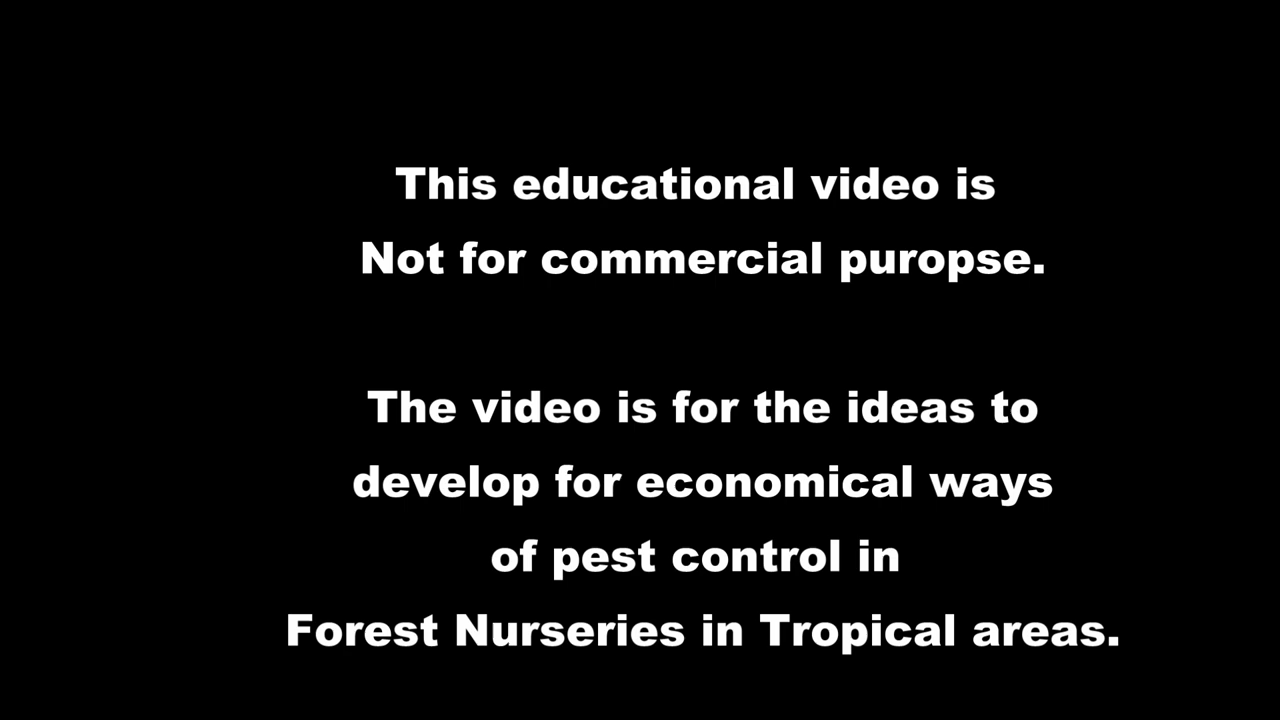 This educational video is
Not for commercial puropse.
The video is for the ideas to
develop for economical ways
of pest control in
Forest Nurseries in Tropical areas.